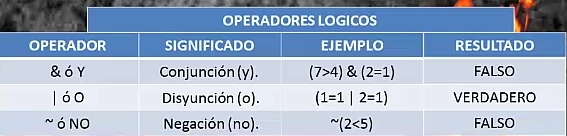 OPERADORES LOGICOS
OPERADOR SIGNIFICADO EJEMPLO RESULTADO
& ó Y Conjunción (y). (7>4) & (2=1) FALSO
| ó O Disyunción (o). (1=1 | 2=1) VERDADERO
~ ó NO Negación (no). ~(2<5) FALSO